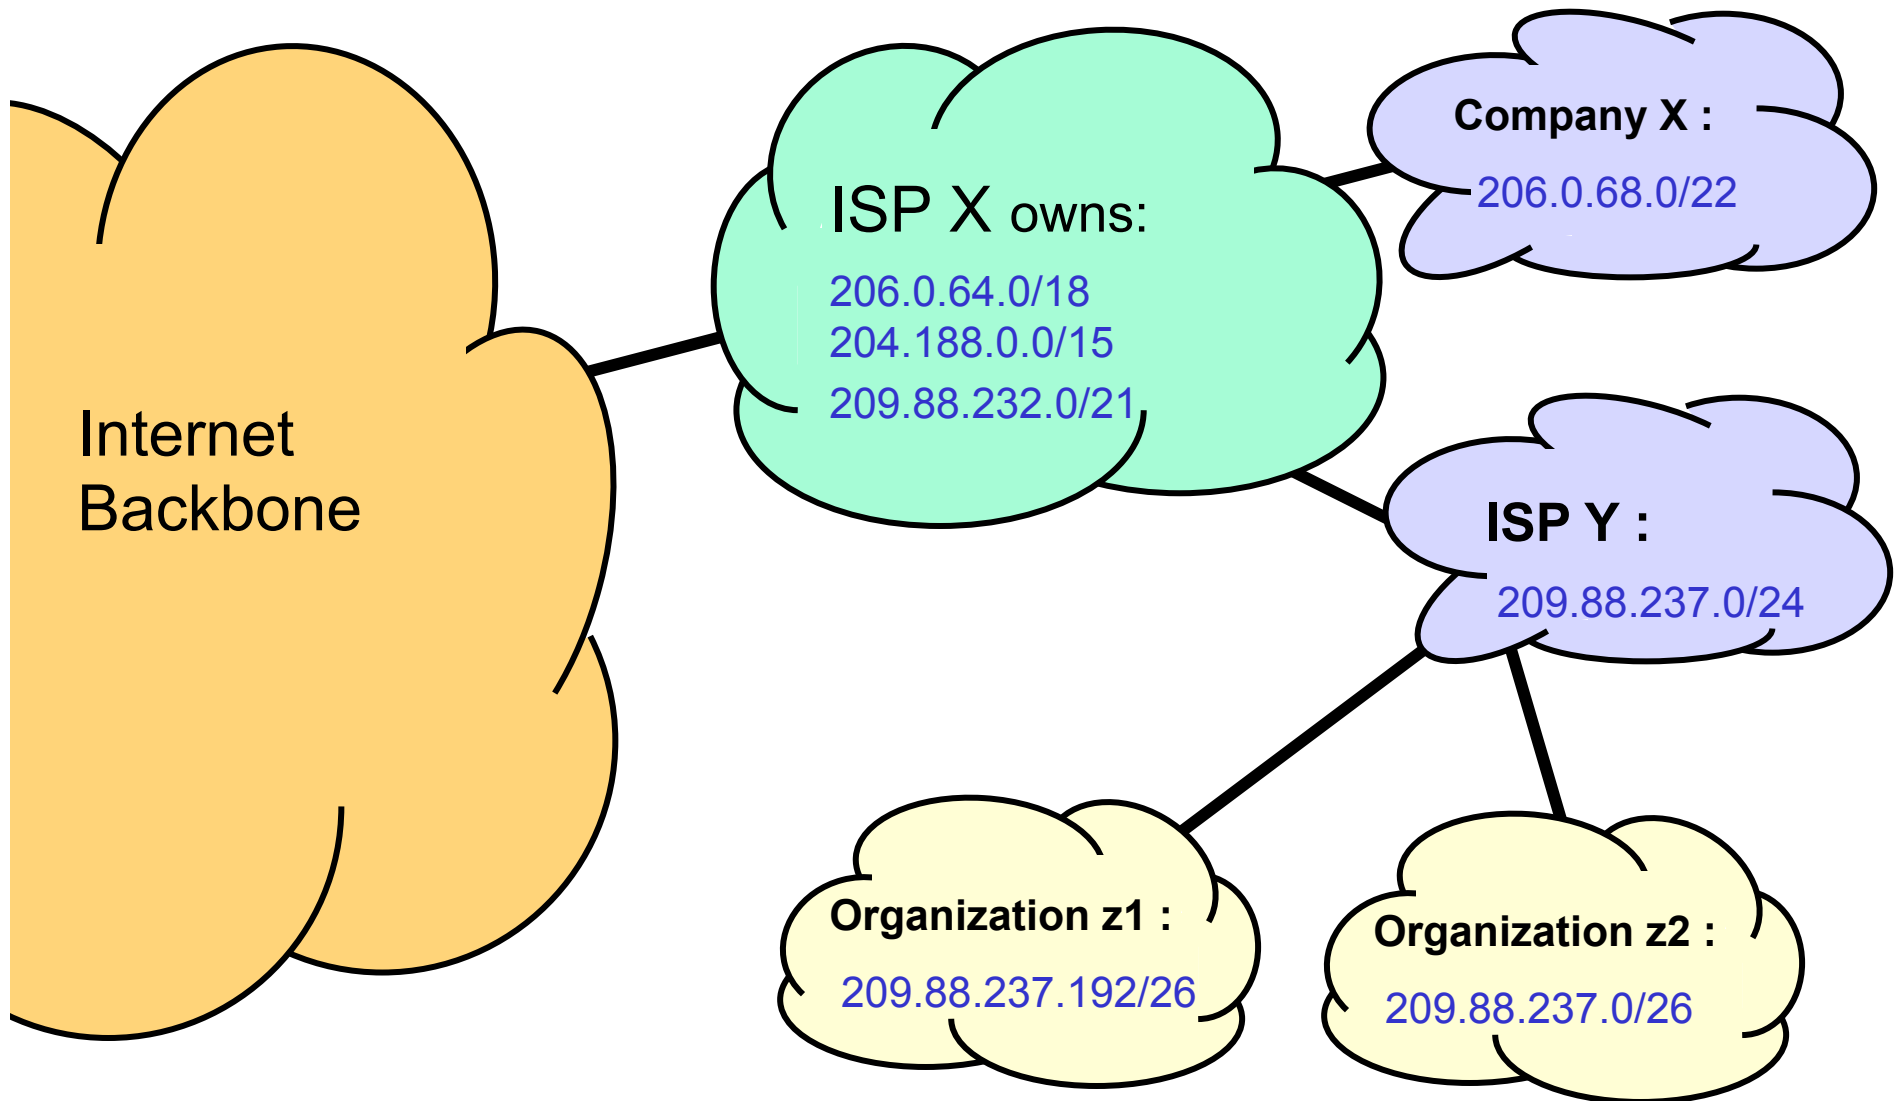 Internet
Backbone
ISP X owns:
206.0.64.0/18
204.188.0.0/15
209.88.232.0/21
Company X :
206.0.68.0/22
ISP Y :
209.88.237.0/24
Organization z1 :
209.88.237.192/26
Organization z2 :
209.88.237.0/26